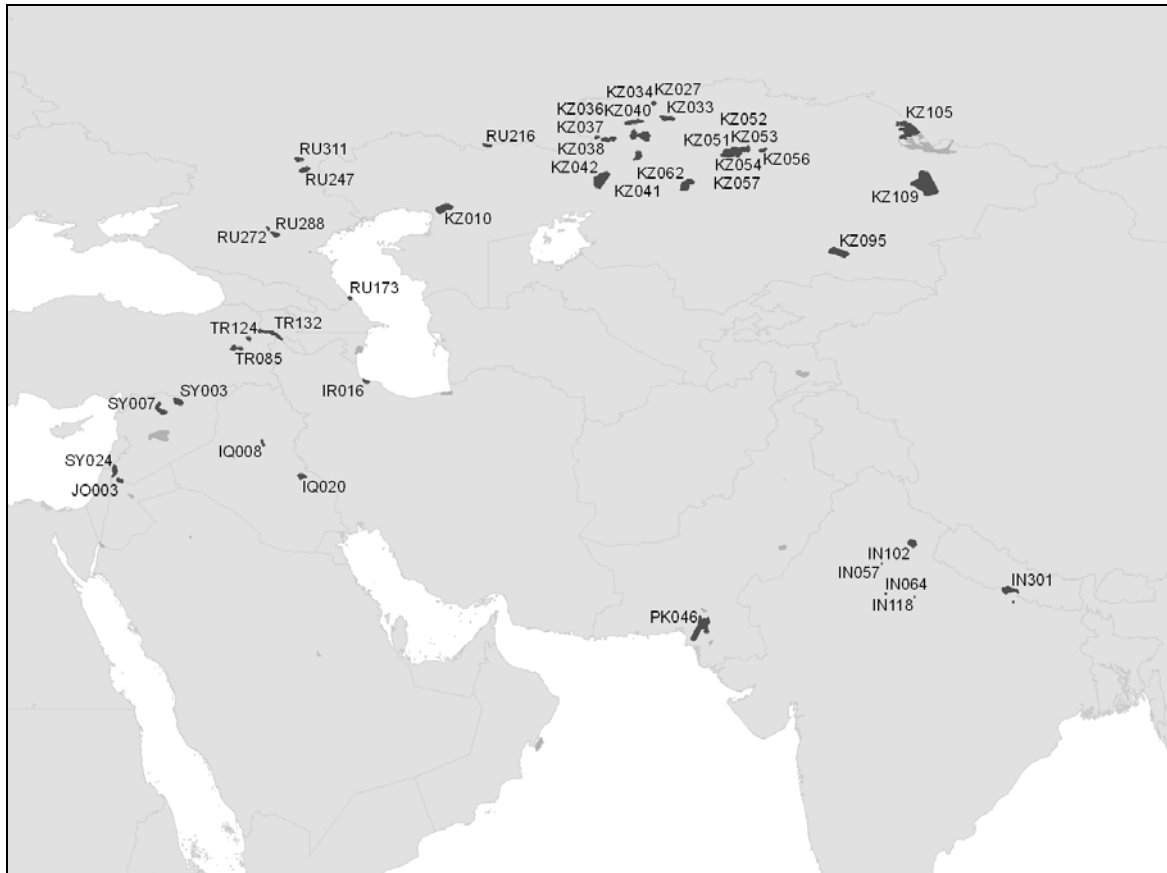 KZ034
KZ027
KZ036
KZ040
KZ033
KZ105
KZ037
KZ052
RU216
KZ051
KZ053
RU311
KZ038
KZ056
KZ054
RU247
KZ042
KZ062
KZ057
KZ041
KZ109
KZ010
RU288
RU272
KZ095
RU173
TR124
TR132
TR085
IR016
SY003
SY007
IQ008
SY024
JO003
IQ020
IN102
IN057
IN064
IN301
IN118
PK046